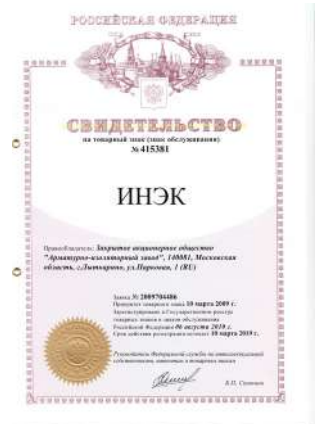 РОССИЙСКАЯ ФЕДЕРАЦИЯ
СВИДЕТЕЛЬСТВО
на товарный знак (знак обслуживания)
№ 415381
ИНЭК
Правообладатель: Закрытое акционерное общество
"Арматурно-изоляторный завод", 140081, Московская
область, г.Лыткарино, ул.Парковая, 1 (RU)
Заявка № 2009704486
Приоритет товарного знака 10 марта 2009 г.
Зарегистрировано в Государственном реестре
товарных знаков и знаков обслуживания
Российской Федерации 06 августа 2010 г.
Срок действия регистрации истекает 10 марта 2019 г.
Руководитель Федеральной службы по интеллектуальной
собственности, патентам и товарным знакам
Б.П. Симонов